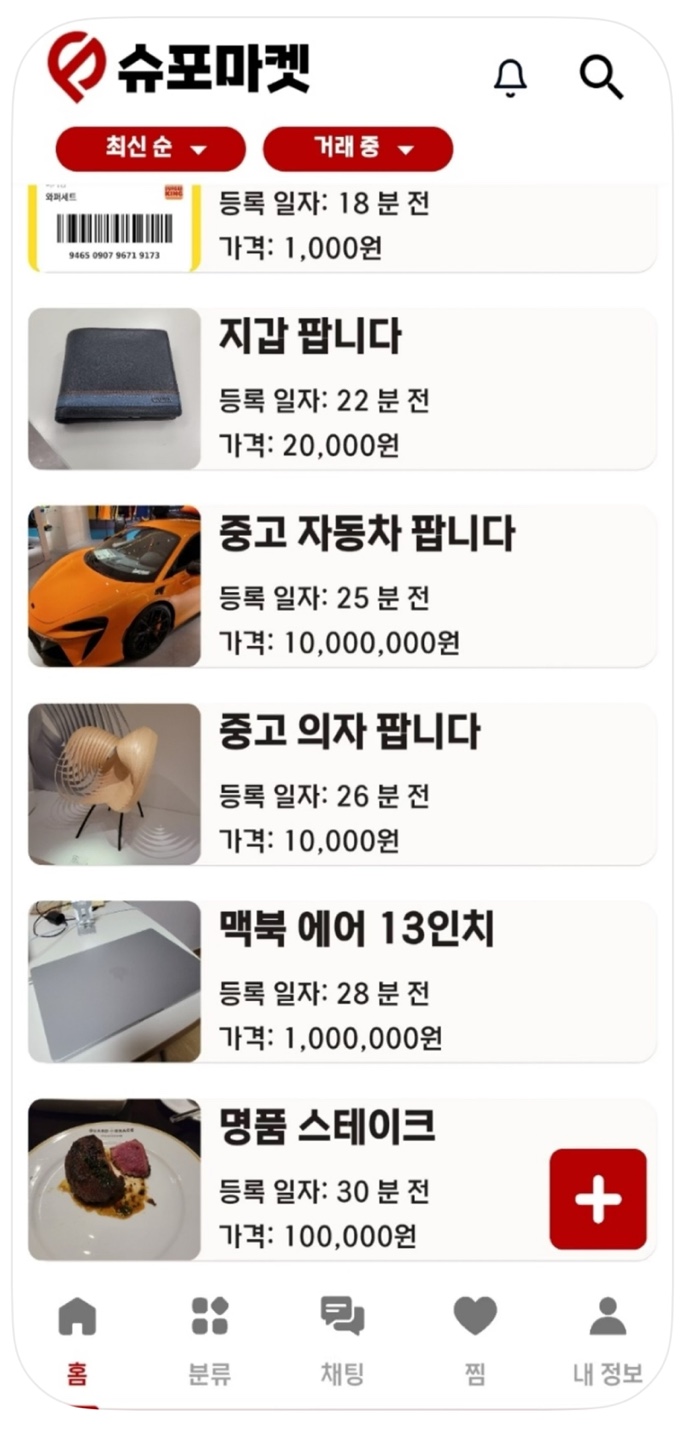 슈포마켓
최신 순
거래 중
와퍼세트
9465 0907 9671 9173
등록 일자: 18 분 전
가격: 1,000원
지갑 팝니다
등록 일자: 22 분 전
가격: 20,000원
중고 자동차 팝니다
등록 일자: 25 분 전
가격: 10,000,000원
중고 의자 팝니다
등록 일자: 26 분 전
가격: 10,000원
맥북 에어 13인치
등록 일자: 28 분 전
가격: 1,000,000원
명품 스테이크
등록 일자: 30 분 전
가격: 100,000원
홈
분류
채팅
찜
내 정보